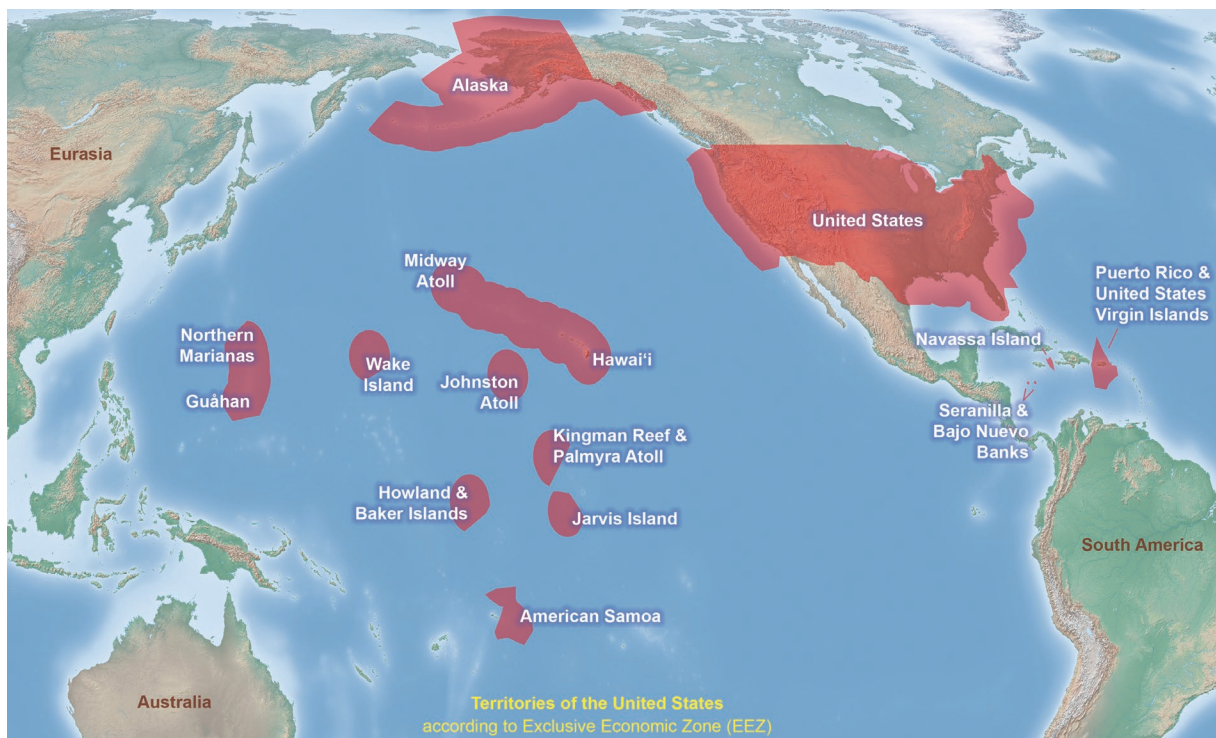 Alaska
Eurasia
United States
Midway
Atoll
Puerto Rico &
United States
Virgin Islands
Northern
Marianas
Navassa Island
Wake
Island
Hawaiʻi
Johnston
Atoll
Guåhan
Seranilla &
Bajo Nuevo
Banks
Kingman Reef &
Palmyra Atoll
Howland &
Baker Islands
Jarvis Island
South America
American Samoa
Australia
Territories of the United States
according to Exclusive Economic Zone (EEZ)